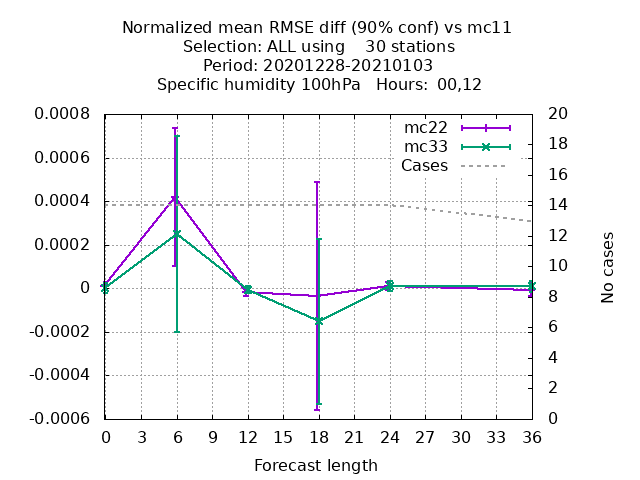 Normalized mean RMSE diff (90% conf) vs mc11
Selection: ALL using    30 stations
Period: 20201228-20210103
Specific humidity 100hPa   Hours: 00,12
mc22
mc33
Cases
0.0008
0.0006
0.0004
0.0002
0
-0.0002
-0.0004
-0.0006
20
18
16
14
12
10
8
6
4
2
0
No cases
0 3 6 9 12 15 18 21 24 27 30 33 36
Forecast length